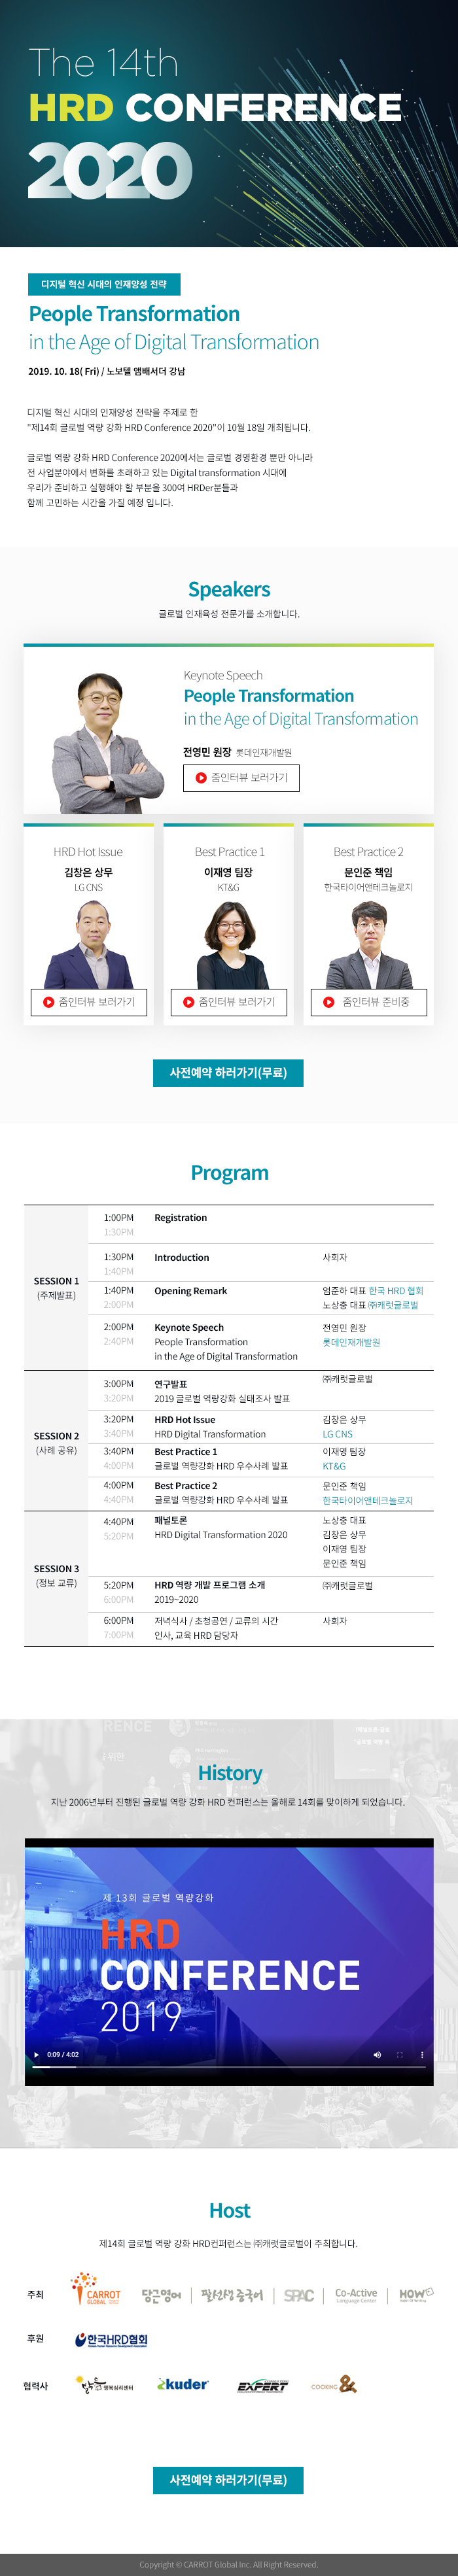 The 14th
HRD CONFERENCE
2020
디지털 혁신 시대의 인재양성 전략
People Transformation
in the Age of Digital Transformation
2019. 10. 18( Fri) / 노보텔 앰배서더 강남
디지털 혁신 시대의 인재양성 전략을 주제로 한
"제14회 글로벌 역량 강화 HRD Conference 2020"이 10월 18일 개최됩니다.
글로벌 역량 강화 HRD Conference 2020에서는 글로벌 경영환경 뿐만 아니라
전 사업분야에서 변화를 초래하고 있는 Digital transformation 시대에
우리가 준비하고 실행해야 할 부분을 300여 HRDer분들과
함께 고민하는 시간을 가질 예정 입니다.
Speakers
글로벌 인재육성 전문가를 소개합니다.
Keynote Speech
People Transformation
in the Age of Digital Transformation
전영민 원장 롯데인재개발원
줌인터뷰 보러가기
HRD Hot Issue
김창은 상무
LG CNS
줌인터뷰 보러가기
Best Practice 1
이재영 팀장
KT&G
줌인터뷰 보러가기
Best Practice 2
문인준 책임
한국타이어앤테크놀로지
줌인터뷰 준비중
사전예약 하러가기(무료)
Program
SESSION 1
(주제발표)
1:00PM Registration
1:30PM
1:30PM Introduction 사회자
1:40PM
1:40PM Opening Remark 엄준하 대표 한국 HRD 협회
2:00PM 노상충 대표 ㈜캐럿글로벌
2:00PM Keynote Speech 전영민 원장
2:40PM People Transformation 롯데인재개발원
in the Age of Digital Transformation
SESSION 2
(사례 공유)
3:00PM 연구발표 ㈜캐럿글로벌
3:20PM 2019 글로벌 역량강화 실태조사 발표
3:20PM HRD Hot Issue 김창은 상무
3:40PM HRD Digital Transformation LG CNS
3:40PM Best Practice 1 이재영 팀장
4:00PM 글로벌 역량강화 HRD 우수사례 발표 KT&G
4:00PM Best Practice 2 문인준 책임
4:40PM 글로벌 역량강화 HRD 우수사례 발표 한국타이어앤테크놀로지
SESSION 3
(정보 교류)
4:40PM 패널토론 노상충 대표
5:20PM HRD Digital Transformation 2020 김창은 상무
이재영 팀장
문인준 책임
5:20PM HRD 역량 개발 프로그램 소개 ㈜캐럿글로벌
6:00PM 2019~2020
6:00PM 저녁식사 / 초청공연 / 교류의 시간 사회자
7:00PM 인사, 교육 HRD 담당자
History
지난 2006년부터 진행된 글로벌 역량 강화 HRD 컨퍼런스는 올해로 14회를 맞이하게 되었습니다.
제 13회 글로벌 역량강화
HRD
CONFERENCE
2019
0:09 / 4:02
Host
제14회 글로벌 역량 강화 HRD컨퍼런스는 ㈜캐럿글로벌이 주최합니다.
주최 CARROT GLOBAL 당근영어 팔선생 중국어 SPAC Co-Active HOW
Language Center
후원 한국HRD협회
협력사 행복심리센터 kuder EXPERT COOKING &
사전예약 하러가기(무료)
Copyright © CARROT Global Inc. All Right Reserved.